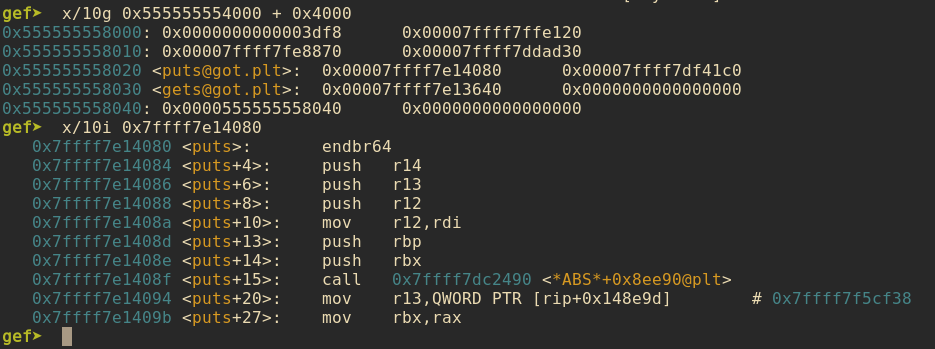 gef➤  x/10g 0x555555554000 + 0x4000
0x555555558000: 0x0000000000003df8      0x00007ffff7ffe120
0x555555558010: 0x00007ffff7fe8870      0x00007ffff7ddad30
0x555555558020 <puts@got.plt>:  0x00007ffff7e14080      0x00007ffff7df41c0
0x555555558030 <gets@got.plt>:  0x00007ffff7e13640      0x0000000000000000
0x555555558040: 0x0000555555558040      0x0000000000000000
gef➤  x/10i 0x7ffff7e14080
   0x7ffff7e14080 <puts>:       endbr64
   0x7ffff7e14084 <puts+4>:     push   r14
   0x7ffff7e14086 <puts+6>:     push   r13
   0x7ffff7e14088 <puts+8>:     push   r12
   0x7ffff7e1408a <puts+10>:    mov    r12,rdi
   0x7ffff7e1408d <puts+13>:    push   rbp
   0x7ffff7e1408e <puts+14>:    push   rbx
   0x7ffff7e1408f <puts+15>:    call   0x7ffff7dc2490 <*ABS*+0x8ee90@plt>
   0x7ffff7e14094 <puts+20>:    mov    r13,QWORD PTR [rip+0x148e9d]        # 0x7ffff7f5cf38
   0x7ffff7e1409b <puts+27>:    mov    rbx,rax
gef➤